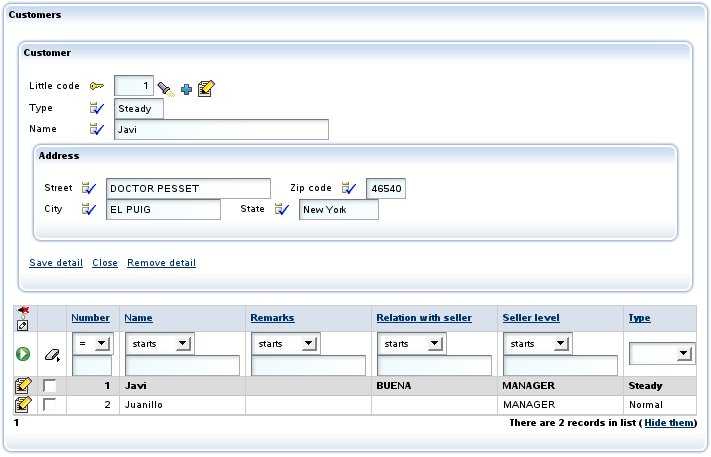 Customers
Customer
Little code 1
Type Steady
Name Javi
Address
Street DOCTOR PESSET Zip code 46540
City EL PUIG State New York
Save detail Close Remove detail
Number Name Remarks Relation with seller Seller level Type
= starts starts starts starts
1 Javi BUENA MANAGER Steady
2 Juanillo MANAGER Normal
1 There are 2 records in list ( Hide them)